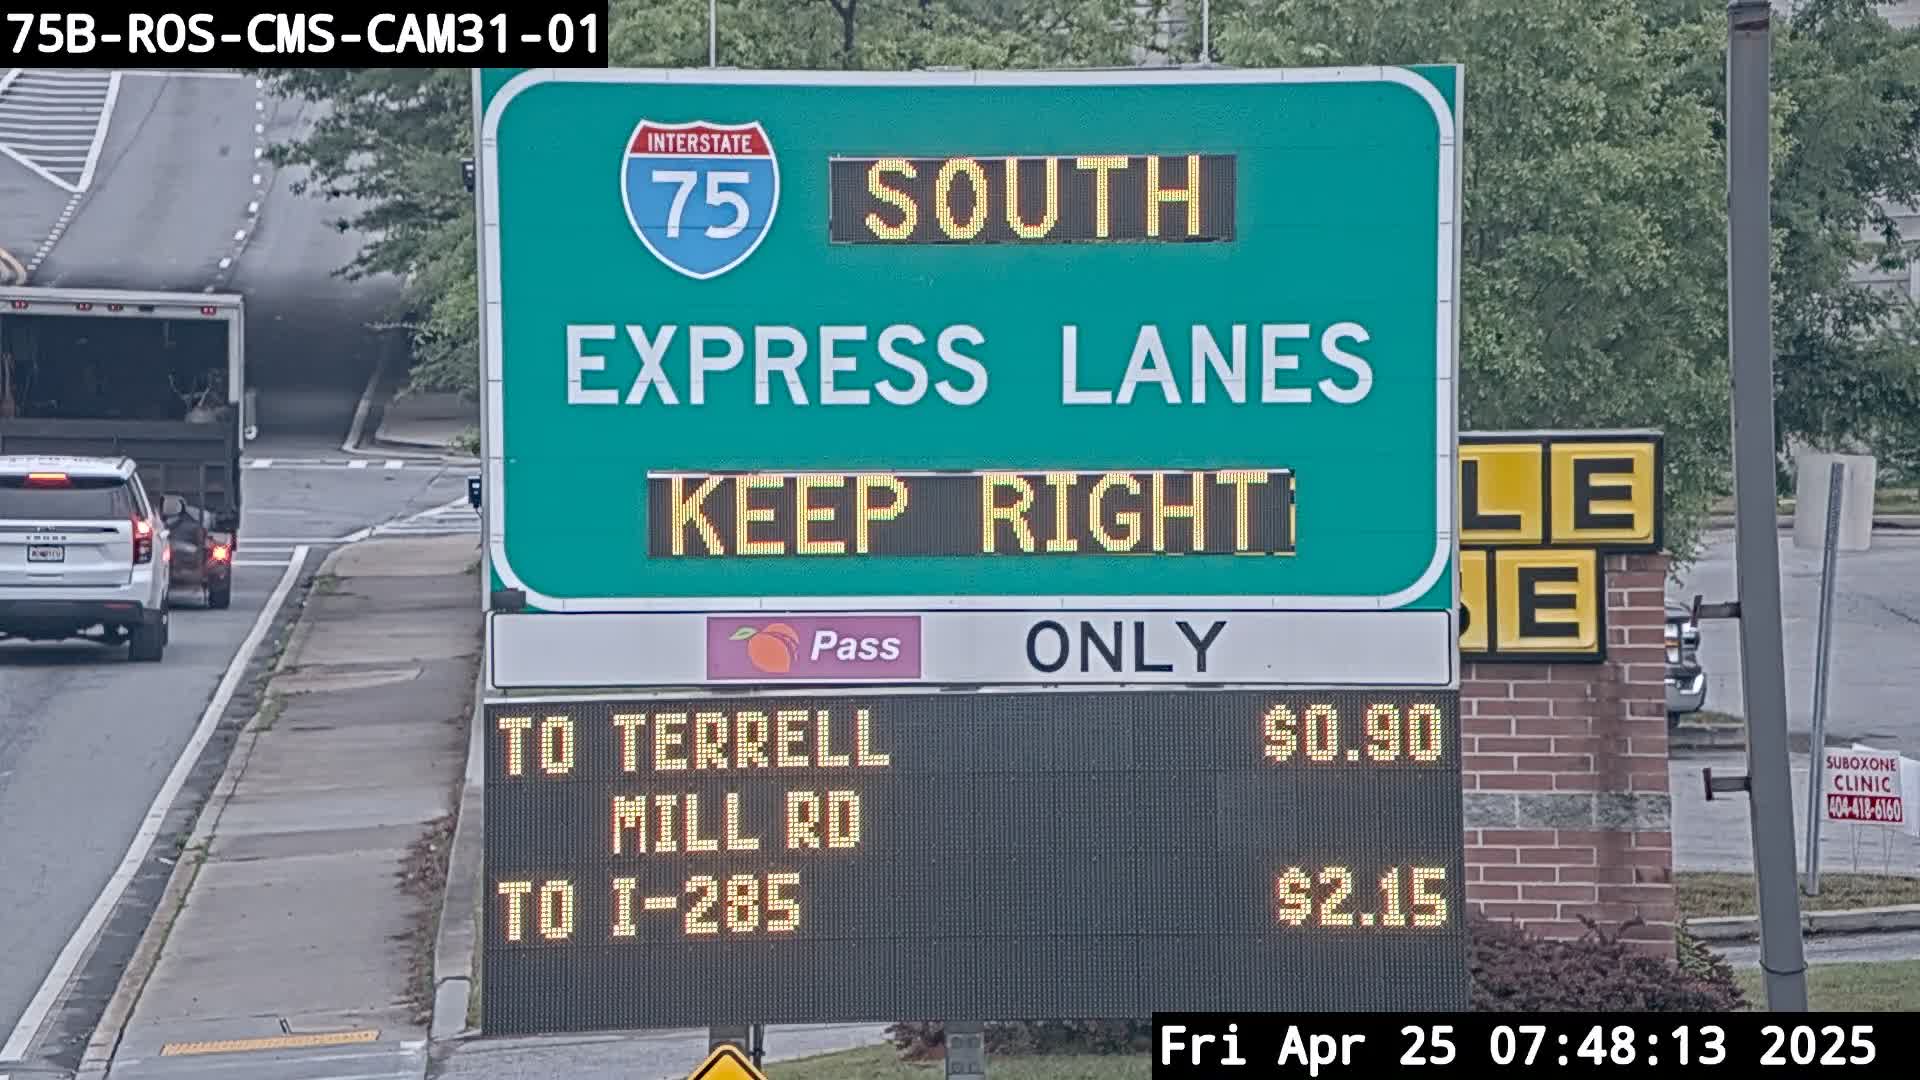 75B-ROS-CMS-CAM31-01
INTERSTATE
75
SOUTH
EXPRESS LANES
KEEP RIGHT
Pass ONLY
TO TERRELL $0.90
MILL RD
TO I-285 $2.15
LE
E
SUBOXONE
CLINIC
404-418-6160
Fri Apr 25 07:48:13 2025